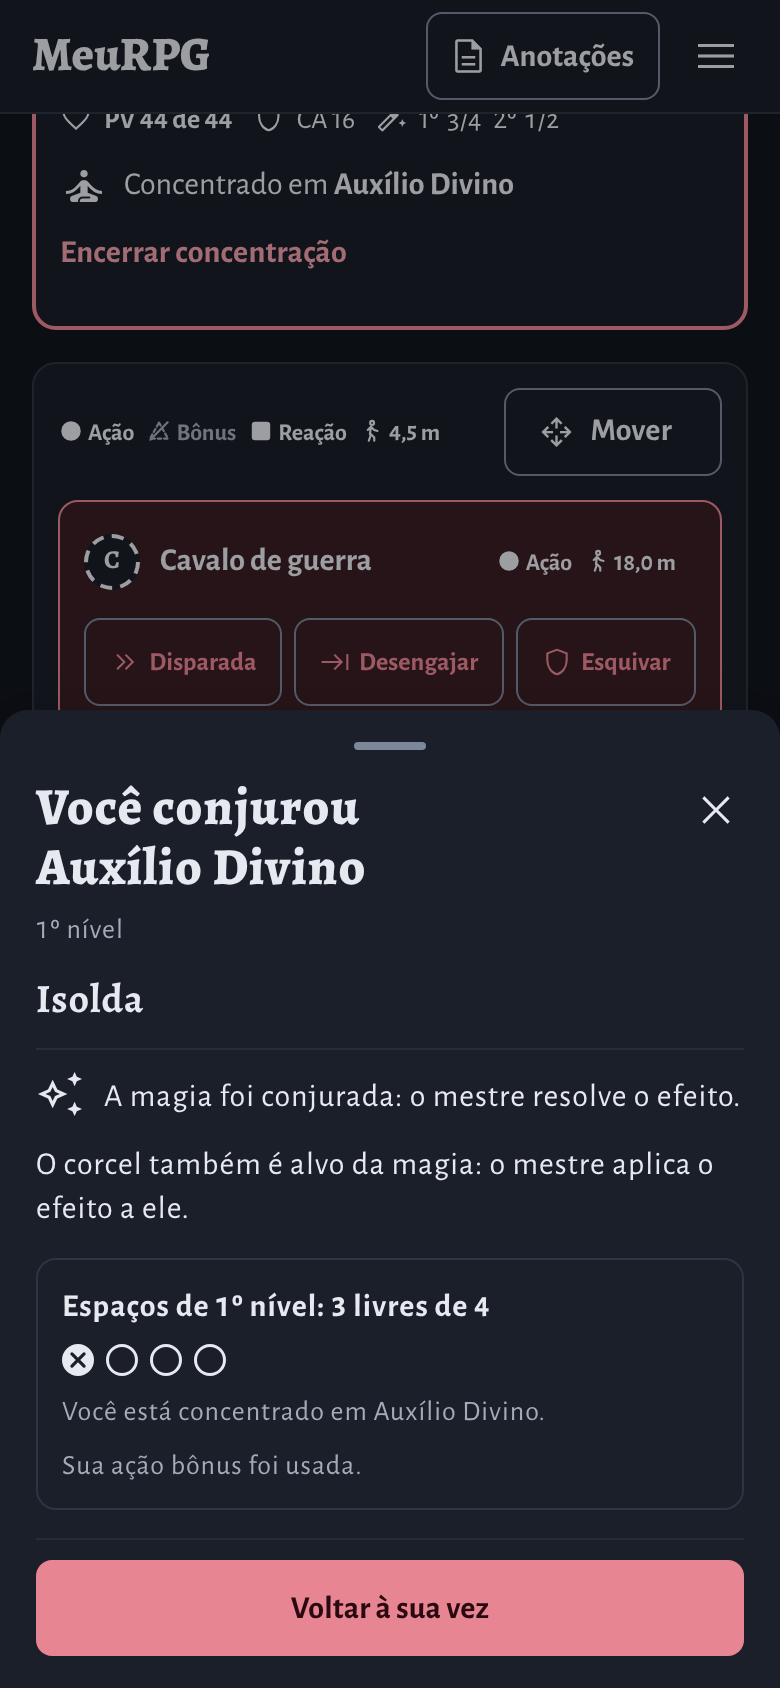 MeuRPG
Anotações
PV 44 de 44 CA 16 1º 3/4 2º 1/2
Concentrado em Auxílio Divino
Encerrar concentração
Ação Bônus Reação 4,5 m Mover
C Cavalo de guerra Ação 18,0 m
Disparada Desengajar Esquivar
Você conjurou
Auxílio Divino
1º nível
Isolda
A magia foi conjurada: o mestre resolve o efeito.
O corcel também é alvo da magia: o mestre aplica o
efeito a ele.
Espaços de 1º nível: 3 livres de 4
Você está concentrado em Auxílio Divino.
Sua ação bônus foi usada.
Voltar à sua vez